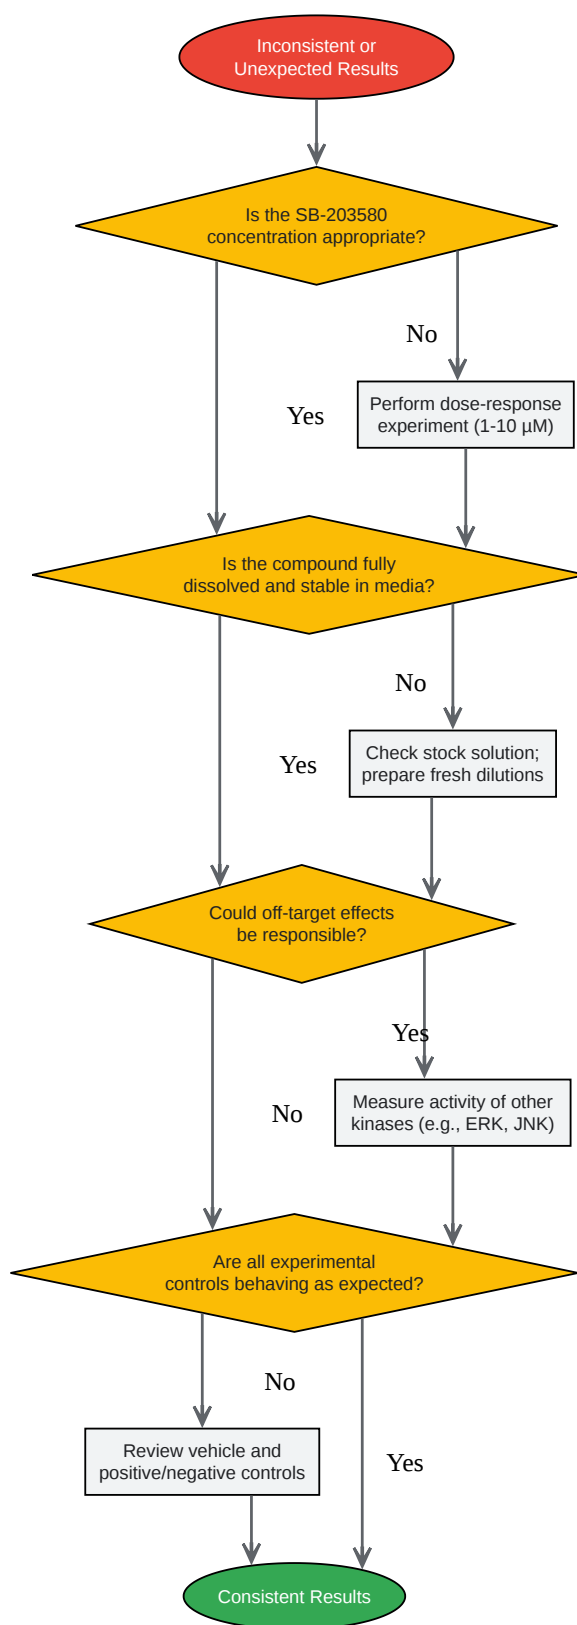 Inconsistent or
Unexpected Results
Is the SB-203580
concentration appropriate?
No
Yes
Perform dose-response
experiment (1-10 µM)
Is the compound fully
dissolved and stable in media?
No
Yes
Check stock solution;
prepare fresh dilutions
Could off-target effects
be responsible?
Yes
No
Measure activity of other
kinases (e.g., ERK, JNK)
Are all experimental
controls behaving as expected?
No
Yes
Review vehicle and
positive/negative controls
Consistent Results